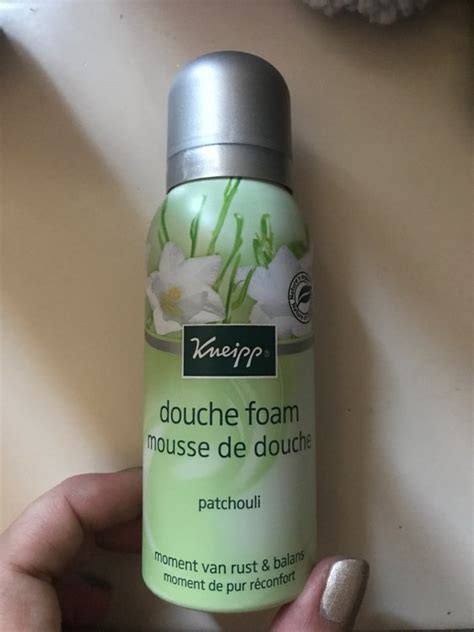 Kneipp®
douche foam
mousse de douche
patchouli
moment van rust & balans
moment de pur réconfort